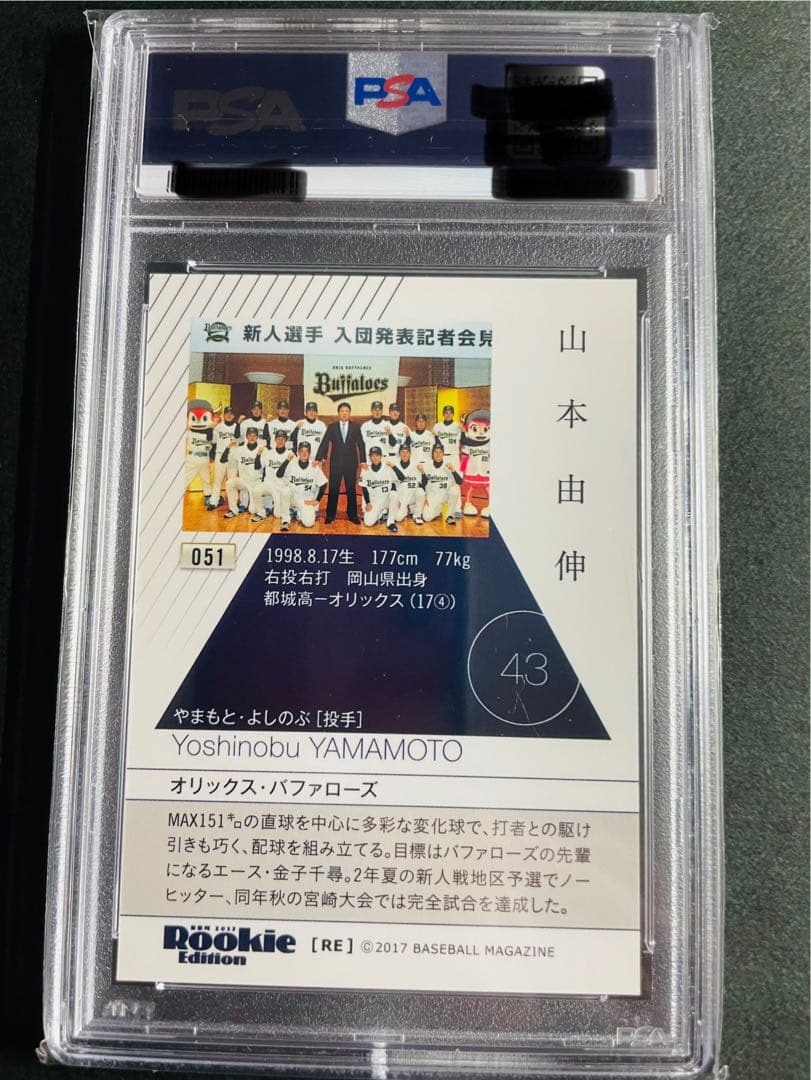 PSA
PSA
Buffaloes
新人選手 入団発表記者会見
ORIX BUFFALOES
Buffaloes
山本由伸
051
1998.8.17生 177cm 77kg
右投右打 岡山県出身
都城高ーオリックス(17④)
43
やまもと・よしのぶ[投手]
Yoshinobu YAMAMOTO
オリックス・バファローズ
MAX151㌔の直球を中心に多彩な変化球で、打者との駆け
引きも巧く、配球を組み立てる。目標はバファローズの先輩
になるエース・金子千尋。2年夏の新人戦地区予選でノー
ヒッター、同年秋の宮崎大会では完全試合を達成した。
BBM 2017
Rookie
Edition
[RE] ©2017 BASEBALL MAGAZINE
PSA